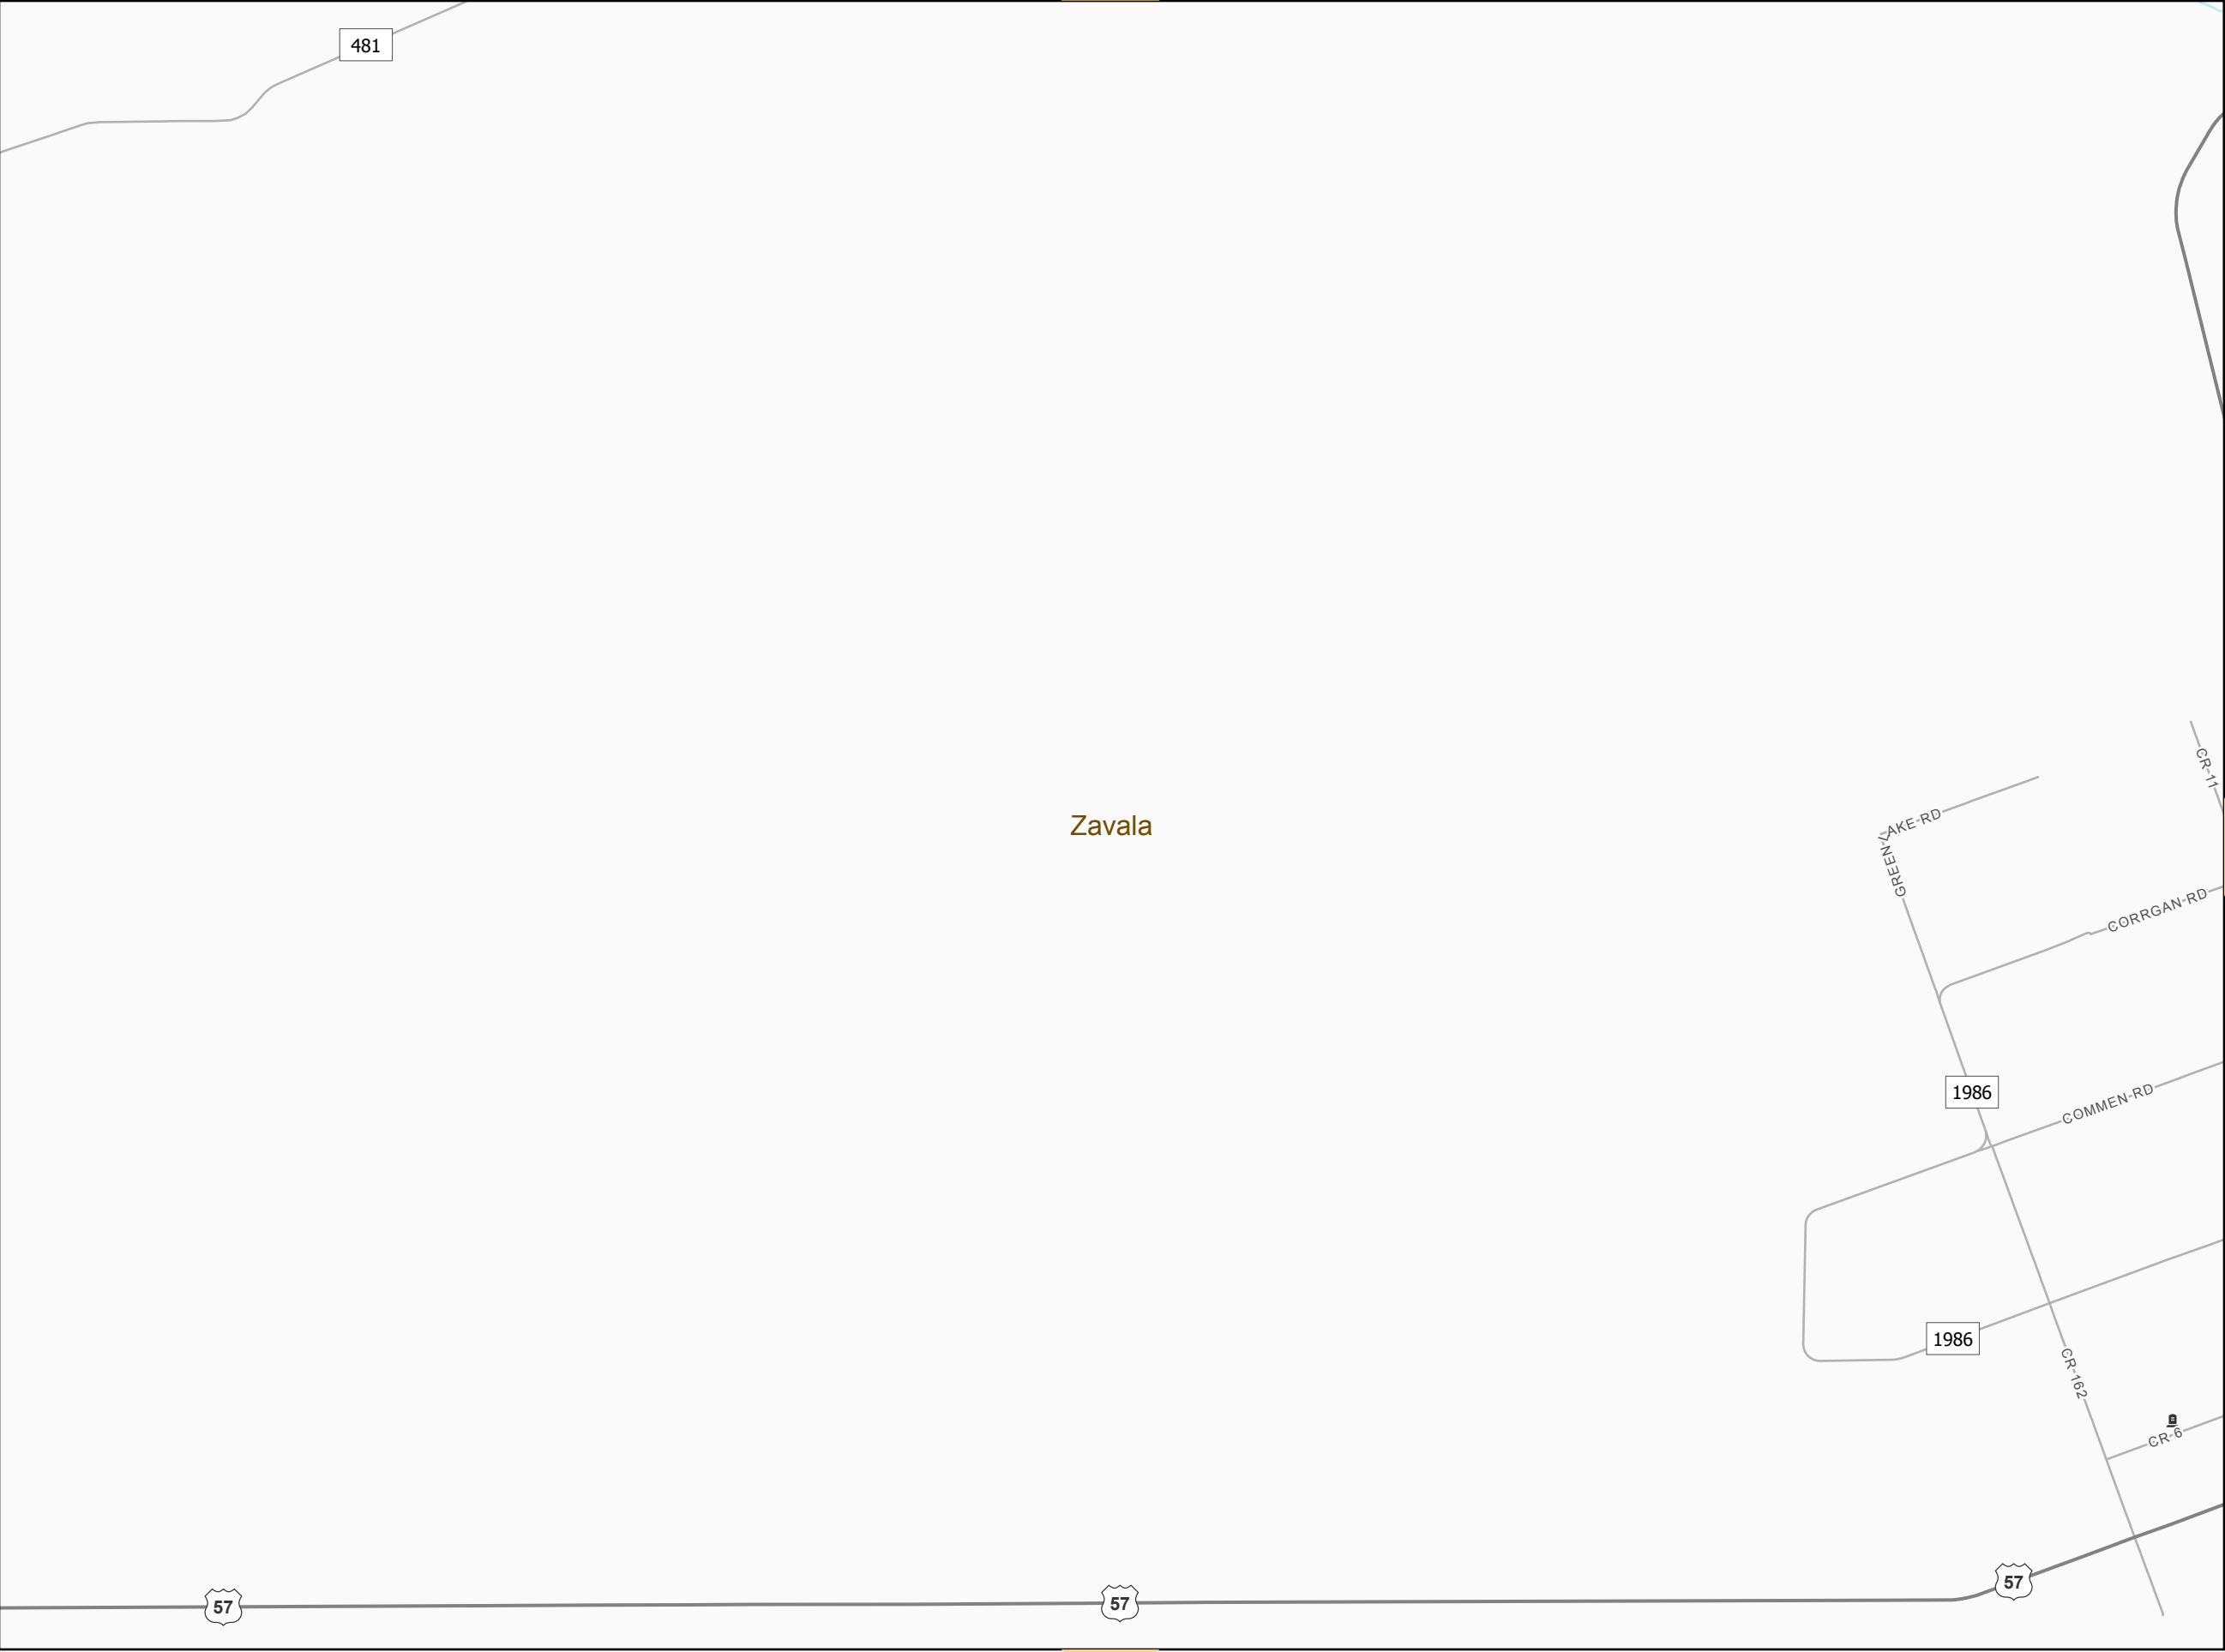 481
CR-11
LAKE-RD
Zavala
GREEN
CORRGAN-RD
1986
COMMEN-RD
1986
CR-162
CR-6
57
57
57